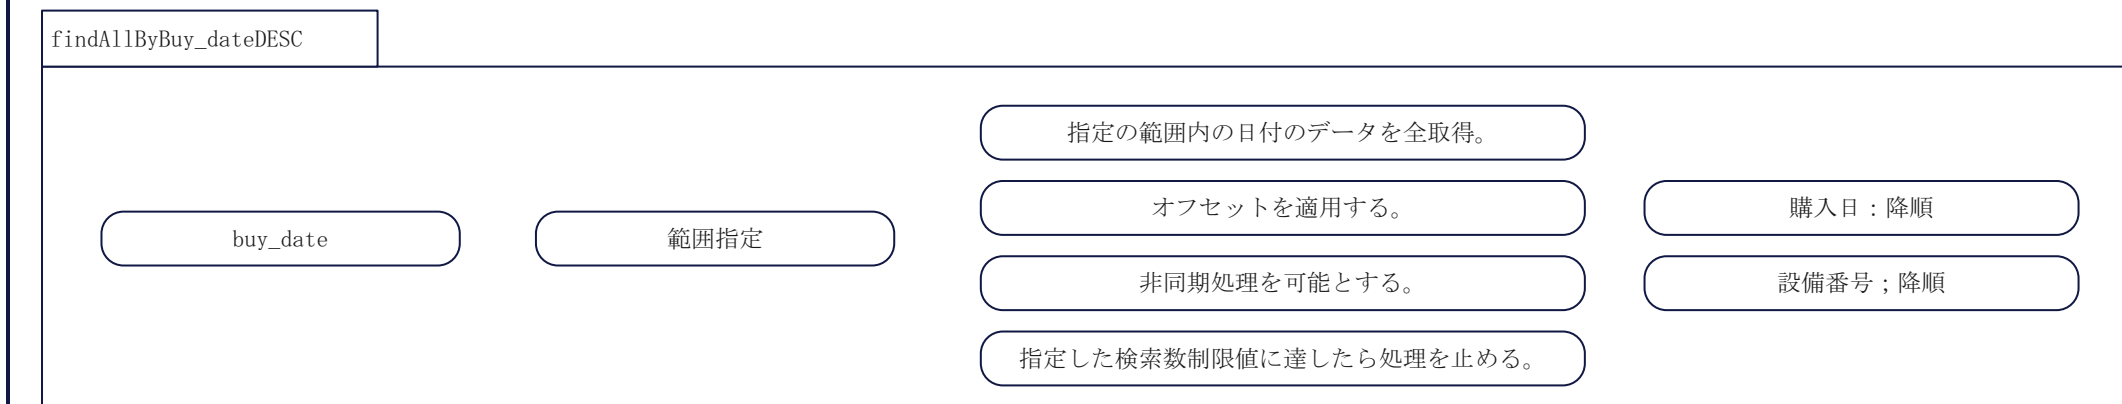 findAllByBuy_dateDESC
指定の範囲内の日付のデータを全取得。
オフセットを適用する。
購入日：降順
buy_date
範囲指定
非同期処理を可能とする。
設備番号；降順
指定した検索数制限値に達したら処理を止める。